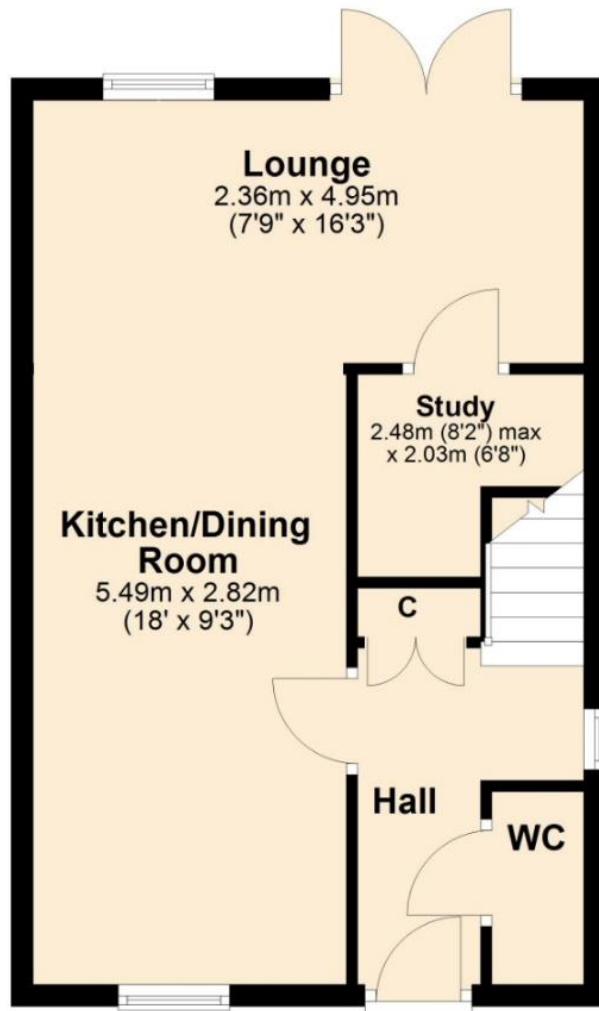 Lounge
2.36m x 4.95m
(7'9" x 16'3")
Study
2.48m (8'2") max
x 2.03m (6'8")
Kitchen/Dining
Room
5.49m x 2.82m
(18' x 9'3")
C
Hall
WC